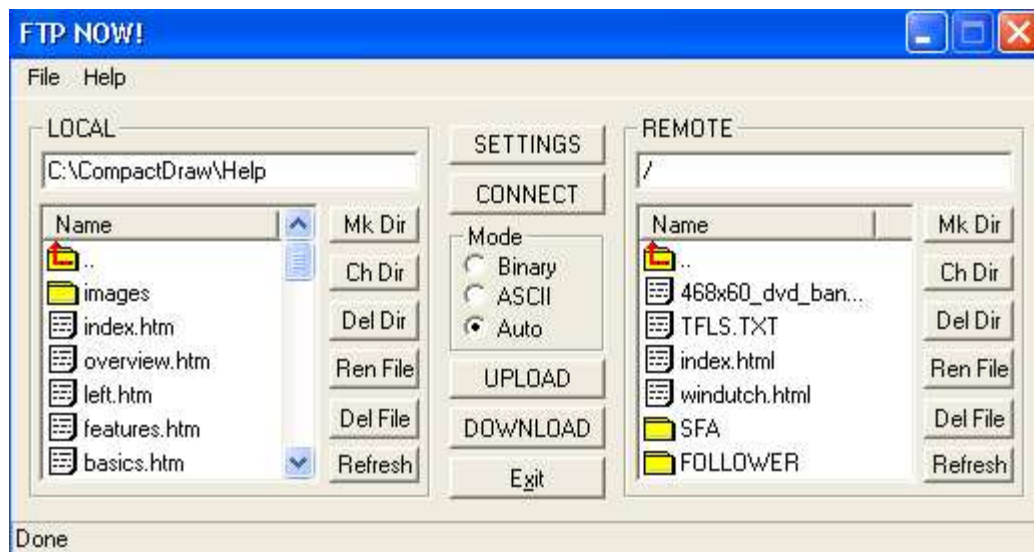 FTP NOW!
File Help
LOCAL
C:\CompactDraw\Help
Name
..
images
index.htm
overview.htm
left.htm
features.htm
basics.htm
Mk Dir
Ch Dir
Del Dir
Ren File
Del File
Refresh
SETTINGS
CONNECT
Mode
Binary
ASCII
Auto
UPLOAD
DOWNLOAD
Exit
REMOTE
/
Name
..
468x60_dvd_ban...
TFLS.TXT
index.html
windutch.html
SFA
FOLLOWER
Mk Dir
Ch Dir
Del Dir
Ren File
Del File
Refresh
Done